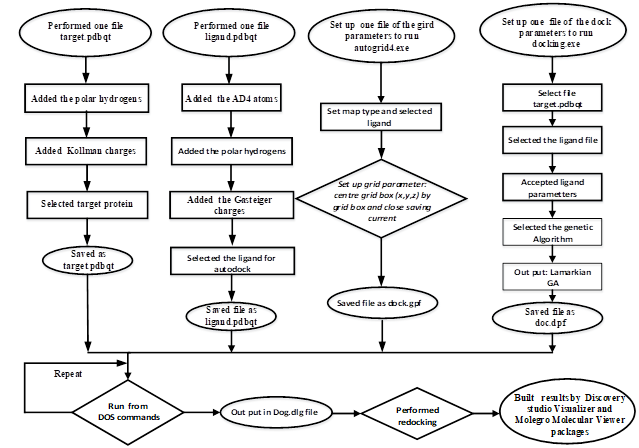 Performed one file
target.pdbqt
Added the polar hydrogens
Added Kollman charges
Selected target protein
Saved as
target.pdbqt
Performed one file
ligand.pdbqt
Added the AD4 atoms
Added the polar hydrogens
Added the Gasteiger
charges
Selected the ligand for
autodock
Saved file as
ligand.pdbqt
Set up one file of the gird
parameters to run
autogrid4.exe
Set map type and selected
ligand
Set up grid parameter:
centre grid box (x,y,z) by
grid box and close saving
current
Saved file as dock.gpf
Set up one file of the dock
parameters to run
docking.exe
Select file
target.pdbqt
Selected the ligand file
Accepted ligand
parameters
Selected the genetic
Algorithm
Out put: Lamarkian
GA
Saved file as
doc.dpf
Repeat
Run from
DOS commands
Out put in Dog.dlg file
Performed
redocking
Built results by Discovery
studio Visualizer and
Molegro Molecular Viewer
packages